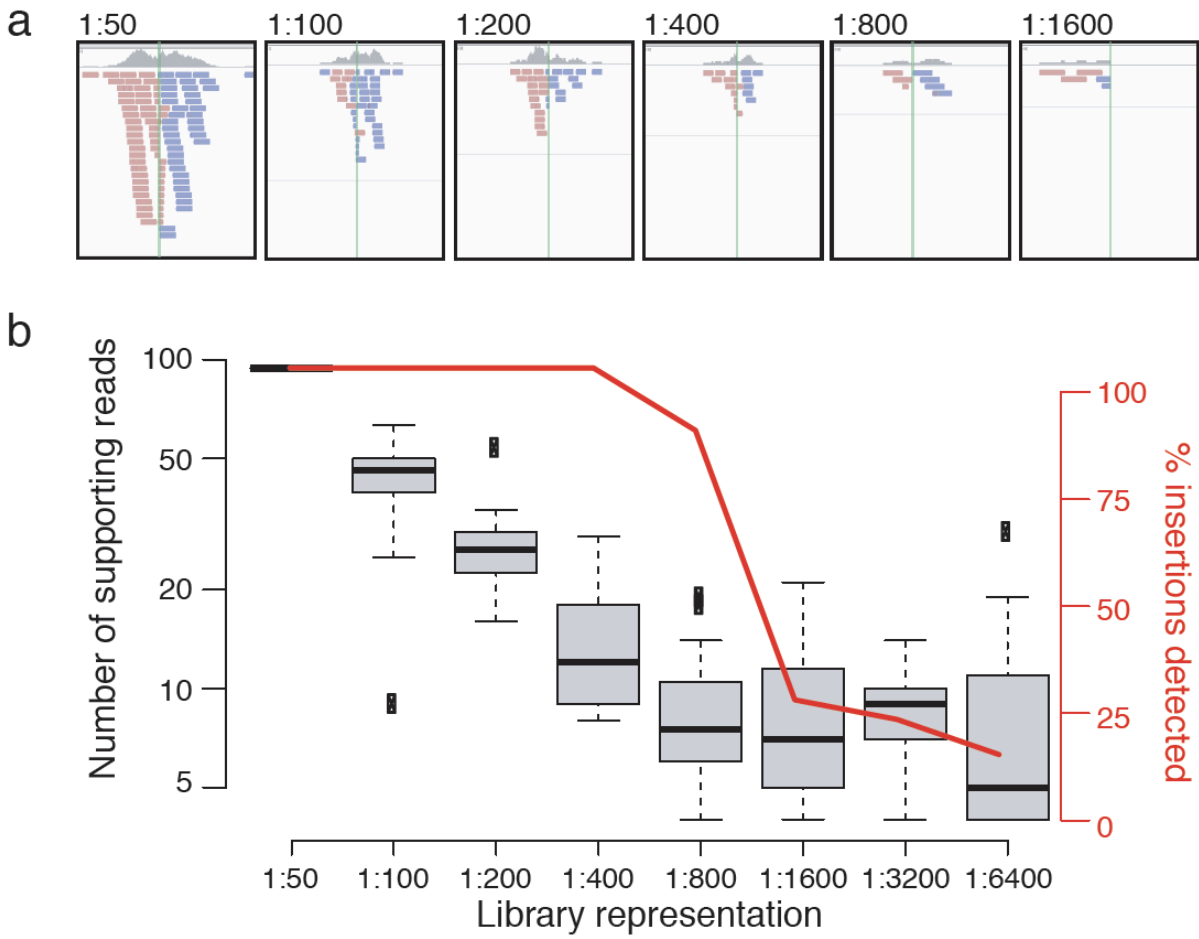 a
1:50 1:100 1:200 1:400 1:800 1:1600
b
Number of supporting reads
100
50
20
10
5
% insertions detected
100
75
50
25
0
1:50 1:100 1:200 1:400 1:800 1:1600 1:3200 1:6400
Library representation